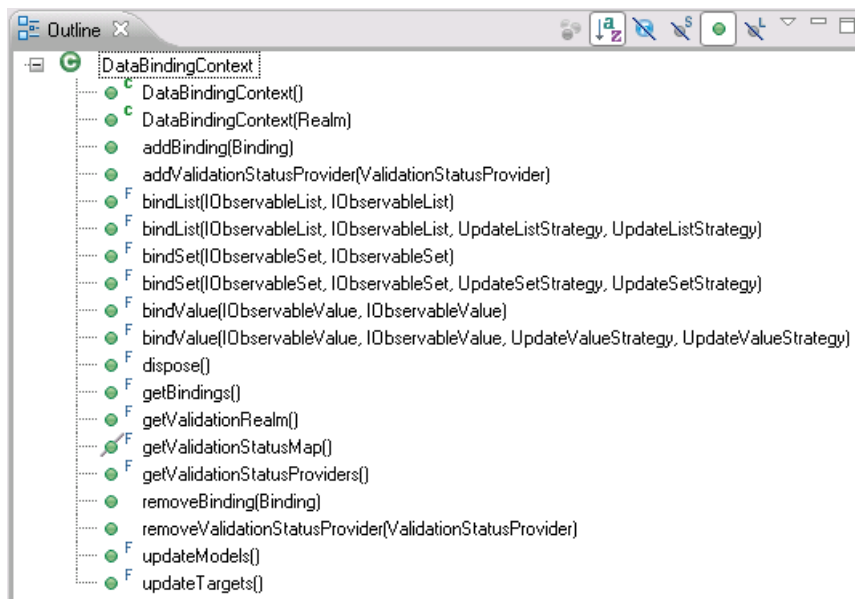 Outline
DataBindingContext
DataBindingContext()
DataBindingContext(Realm)
addBinding(Binding)
addValidationStatusProvider(ValidationStatusProvider)
bindList(IObservableList, IObservableList)
bindList(IObservableList, IObservableList, UpdateListStrategy, UpdateListStrategy)
bindSet(IObservableSet, IObservableSet)
bindSet(IObservableSet, IObservableSet, UpdateSetStrategy, UpdateSetStrategy)
bindValue(IObservableValue, IObservableValue)
bindValue(IObservableValue, IObservableValue, UpdateValueStrategy, UpdateValueStrategy)
dispose()
getBindings()
getValidationRealm()
getValidationStatusMap()
getValidationStatusProviders()
removeBinding(Binding)
removeValidationStatusProvider(ValidationStatusProvider)
updateModels()
updateTargets()